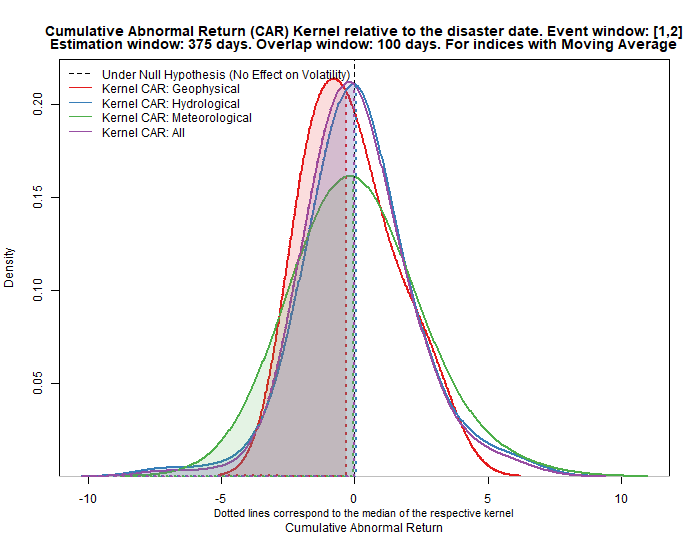 Cumulative Abnormal Return (CAR) Kernel relative to the disaster date. Event window: [1,2]
Estimation window: 375 days. Overlap window: 100 days. For indices with Moving Average
Under Null Hypothesis (No Effect on Volatility)
Kernel CAR: Geophysical
Kernel CAR: Hydrological
Kernel CAR: Meteorological
Kernel CAR: All
Density
0.20
0.15
0.10
0.05
-10 -5 0 5 10
Dotted lines correspond to the median of the respective kernel
Cumulative Abnormal Return